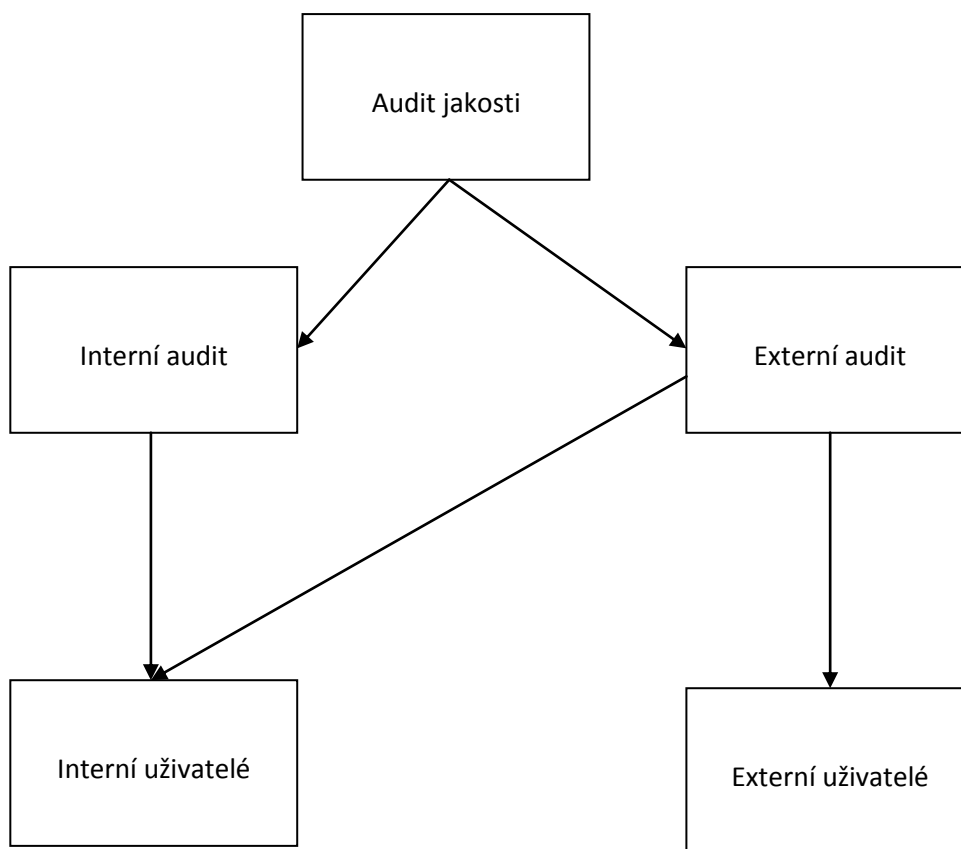 Audit jakosti
Interní audit
Externí audit
Interní uživatelé
Externí uživatelé